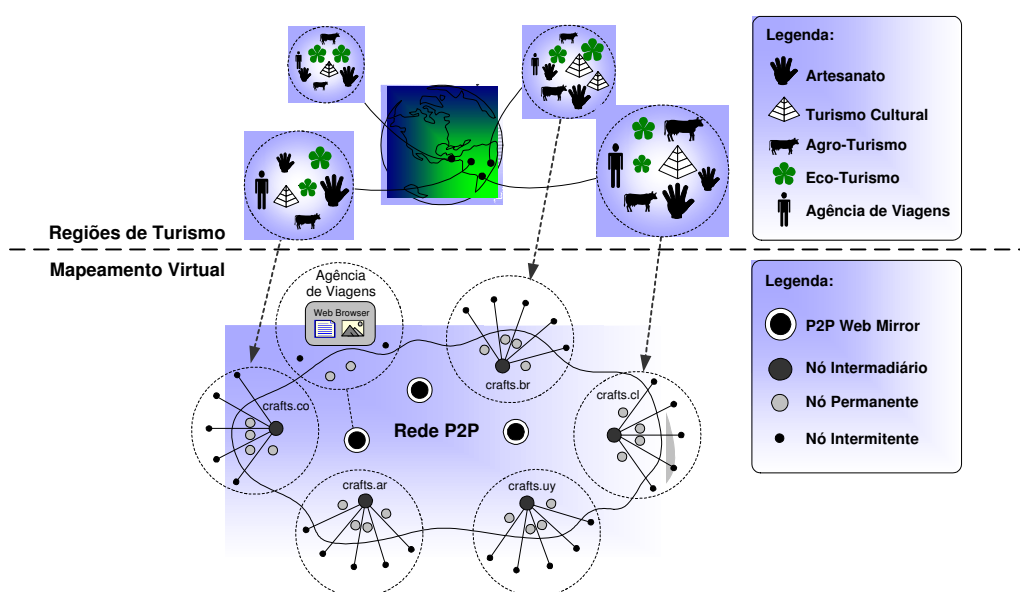 Legenda:
Artesanato
Turismo Cultural
Agro-Turismo
Eco-Turismo
Agência de Viagens
Regiões de Turismo
Mapeamento Virtual
Agência
de Viagens
Web Browser
crafts.br
crafts.co
crafts.cl
Rede P2P
crafts.ar
crafts.uy
Legenda:
P2P Web Mirror
Nó Intermadiário
Nó Permanente
Nó Intermitente